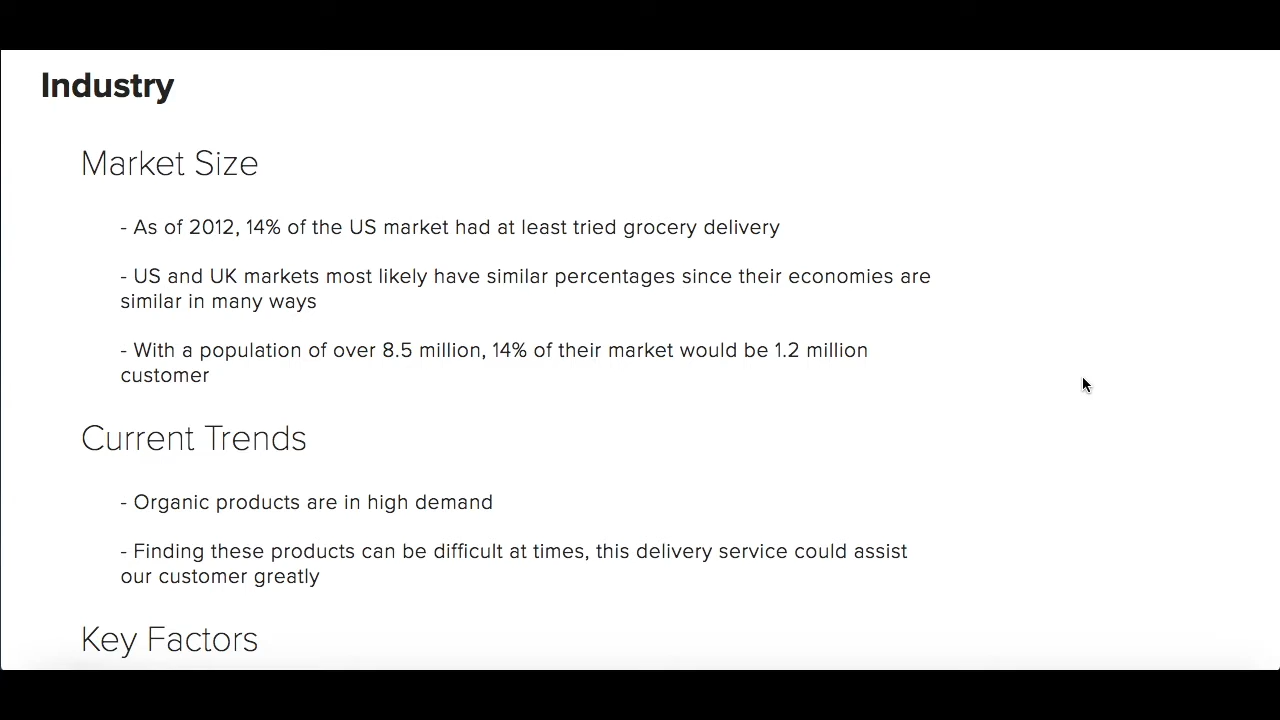 Industry
Market Size
- As of 2012, 14% of the US market had at least tried grocery delivery
- US and UK markets most likely have similar percentages since their economies are
similar in many ways
- With a population of over 8.5 million, 14% of their market would be 1.2 million
customer
Current Trends
- Organic products are in high demand
- Finding these products can be difficult at times, this delivery service could assist
our customer greatly
Key Factors